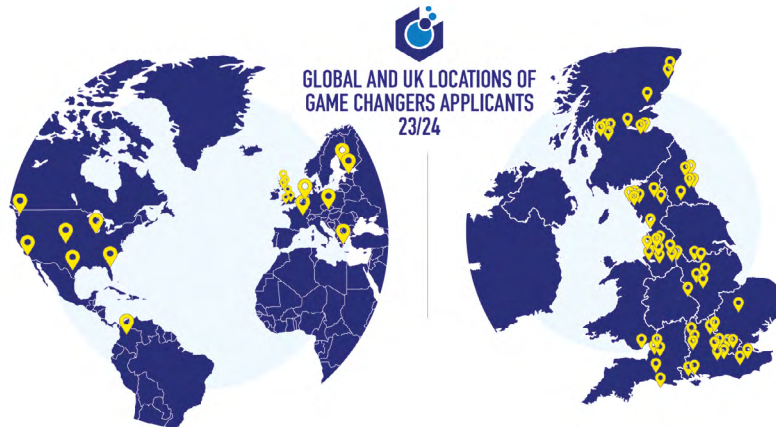 GLOBAL AND UK LOCATIONS OF
GAME CHANGERS APPLICANTS
23/24